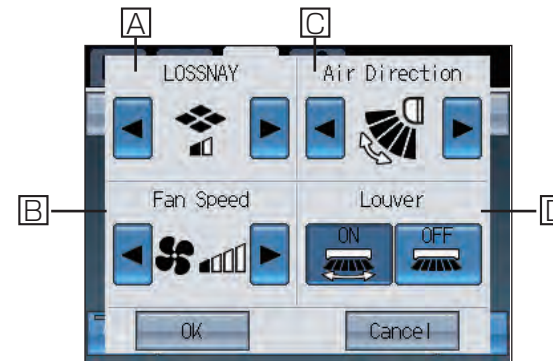 A
C
LOSSNAY
Air Direction
B
Fan Speed
Louver
D
ON
OFF
OK
Cancel